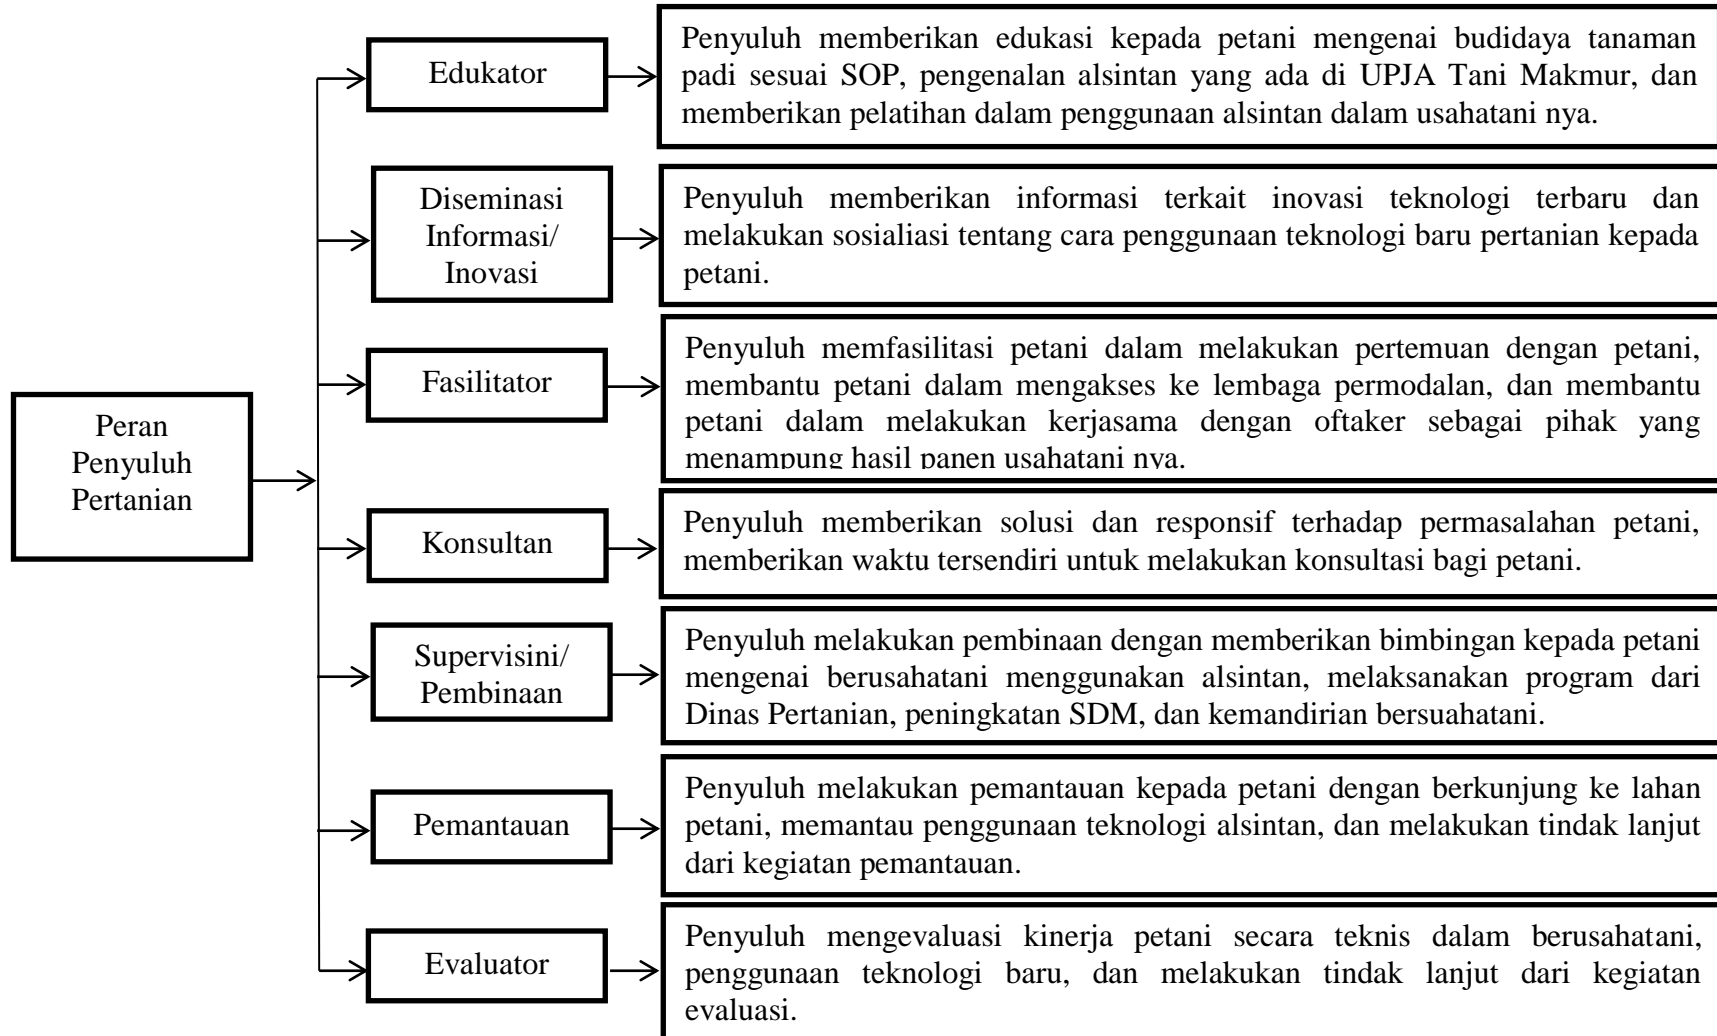 Peran
Penyuluh
Pertanian
Edukator
Penyuluh memberikan edukasi kepada petani mengenai budidaya tanaman
padi sesuai SOP, pengenalan alsintan yang ada di UPJA Tani Makmur, dan
memberikan pelatihan dalam penggunaan alsintan dalam usahatani nya.
Diseminasi
Informasi/
Inovasi
Penyuluh memberikan informasi terkait inovasi teknologi terbaru dan
melakukan sosialiasi tentang cara penggunaan teknologi baru pertanian kepada
petani.
Fasilitator
Penyuluh memfasilitasi petani dalam melakukan pertemuan dengan petani,
membantu petani dalam mengakses ke lembaga permodalan, dan membantu
petani dalam melakukan kerjasama dengan oftaker sebagai pihak yang
menampung hasil panen usahatani nya.
Konsultan
Penyuluh memberikan solusi dan responsif terhadap permasalahan petani,
memberikan waktu tersendiri untuk melakukan konsultasi bagi petani.
Supervisini/
Pembinaan
Penyuluh melakukan pembinaan dengan memberikan bimbingan kepada petani
mengenai berusahatani menggunakan alsintan, melaksanakan program dari
Dinas Pertanian, peningkatan SDM, dan kemandirian bersuahatani.
Pemantauan
Penyuluh melakukan pemantauan kepada petani dengan berkunjung ke lahan
petani, memantau penggunaan teknologi alsintan, dan melakukan tindak lanjut
dari kegiatan pemantauan.
Evaluator
Penyuluh mengevaluasi kinerja petani secara teknis dalam berusahatani,
penggunaan teknologi baru, dan melakukan tindak lanjut dari kegiatan
evaluasi.